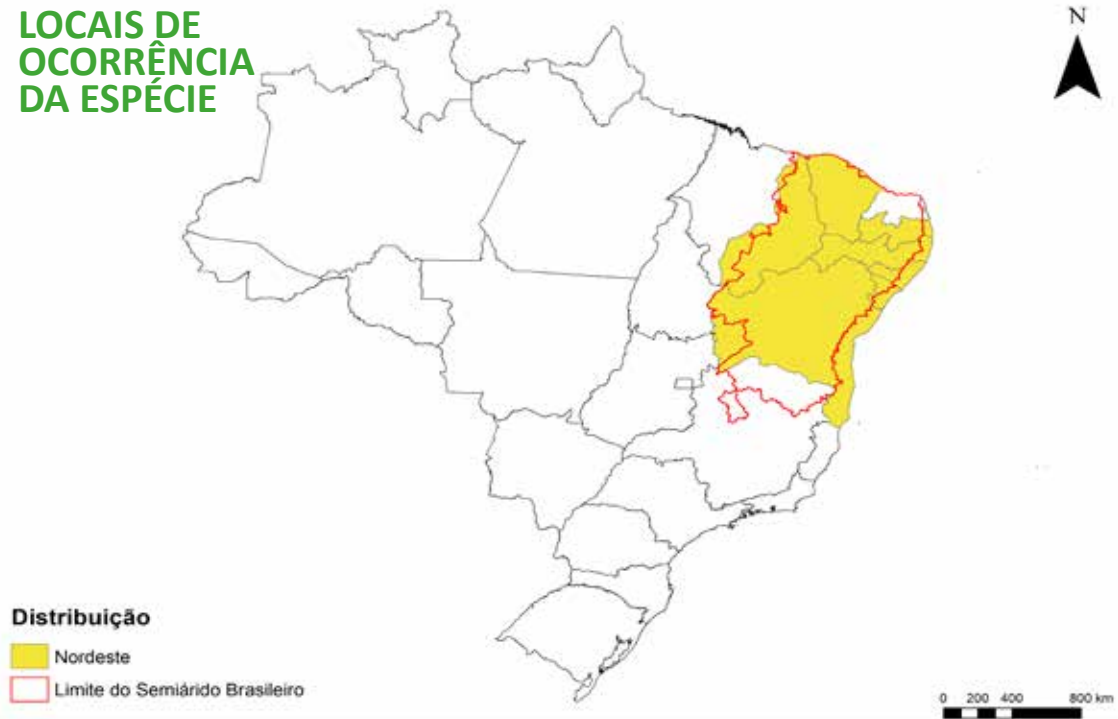 LOCAIS DE
OCORRÊNCIA
DA ESPÉCIE
N
Distribuição
Nordeste
Limite do Semiárido Brasileiro
0 200 400 800 km